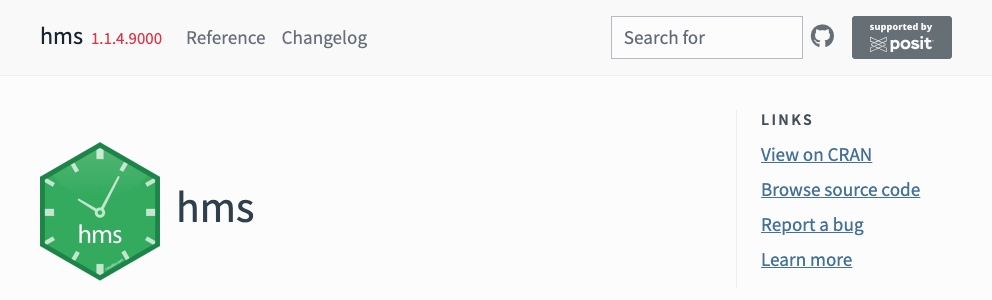 hms 1.1.4.9000 Reference Changelog Search for supported by
posit
LINKS
View on CRAN
Browse source code
hms
Report a bug
hms
Learn more